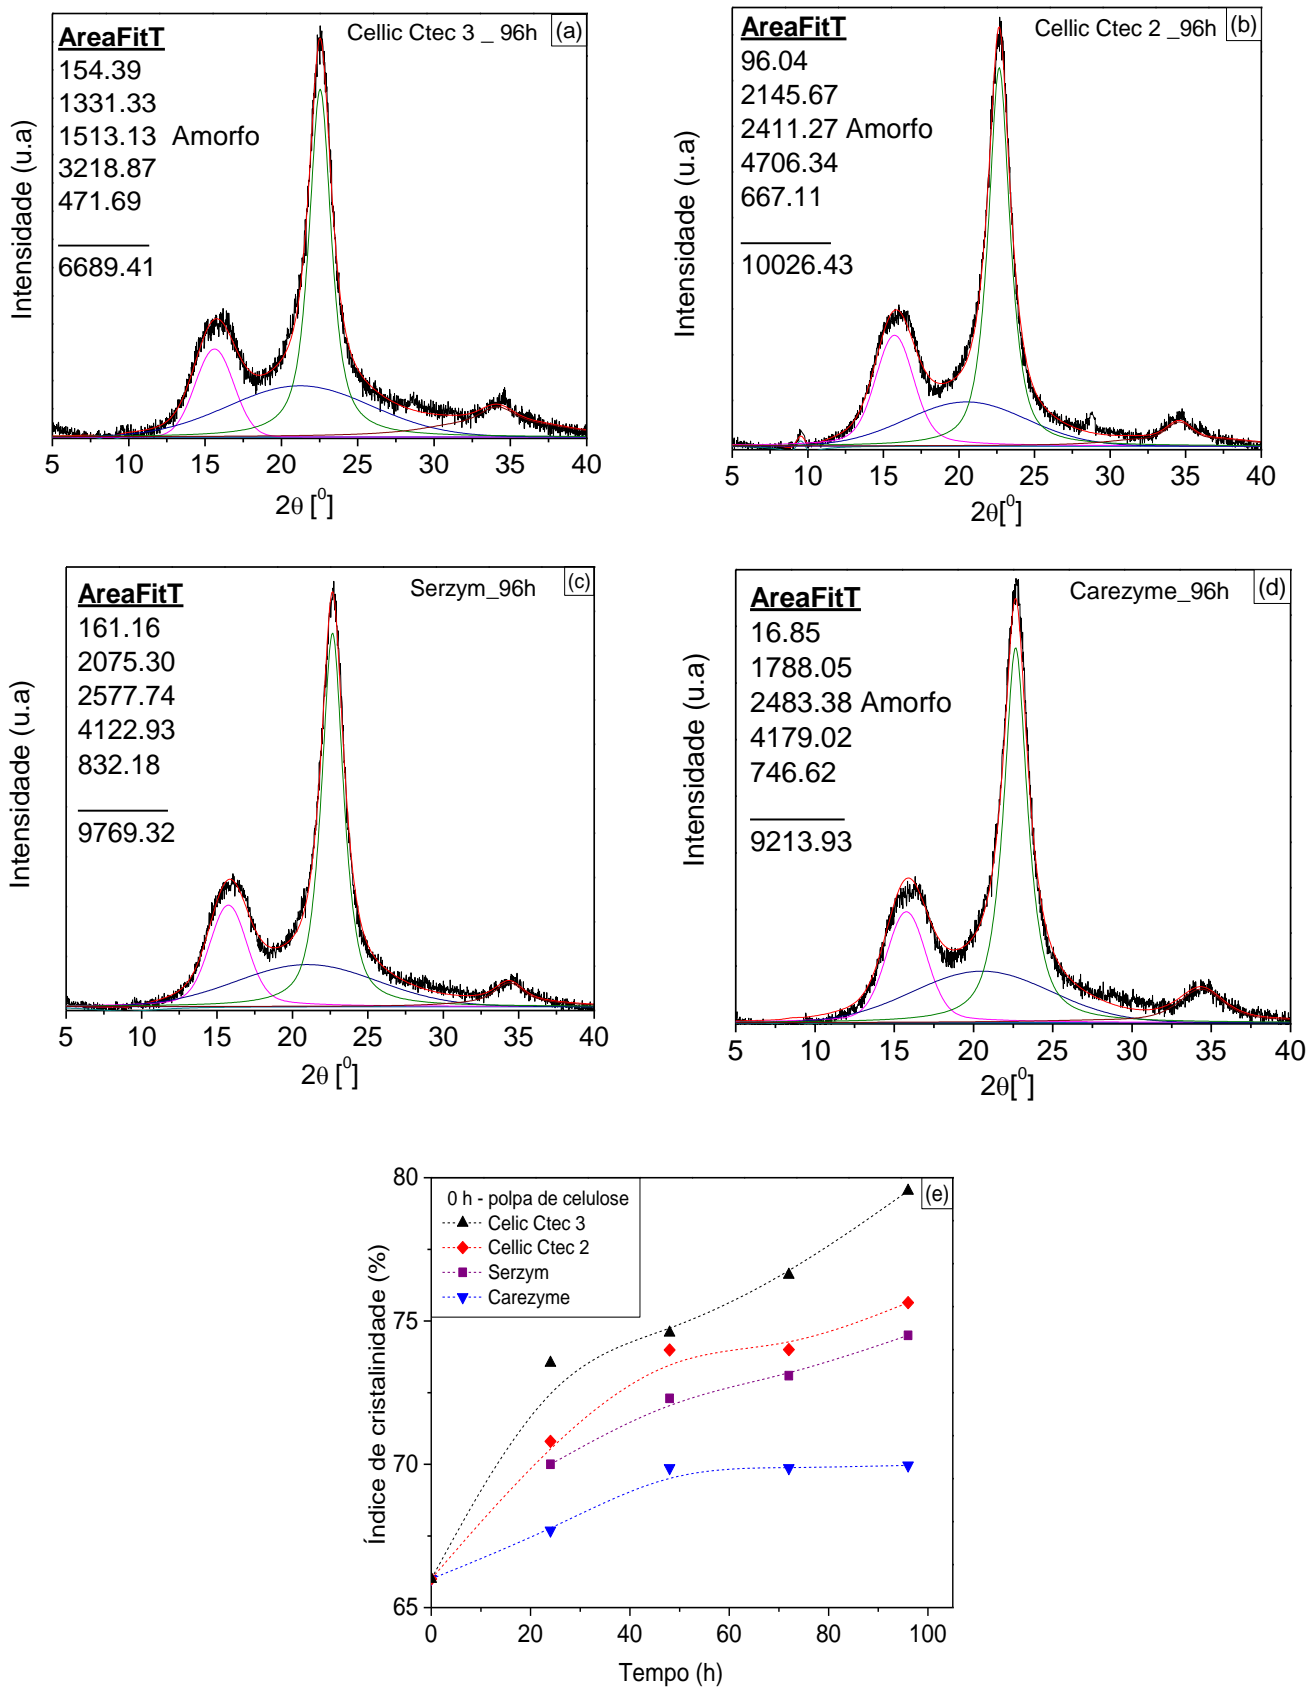 AreaFitT
154.39
1331.33
1513.13 Amorfo
3218.87
471.69
6689.41
Cellic Ctec 3 _ 96h
(a)
Intensidade (u.a)
5 10 15 20 25 30 35 40
2θ [⁰]
AreaFitT
96.04
2145.67
2411.27 Amorfo
4706.34
667.11
10026.43
Cellic Ctec 2 _96h
(b)
Intensidade (u.a)
5 10 15 20 25 30 35 40
2θ[⁰]
AreaFitT
161.16
2075.30
2577.74
4122.93
832.18
9769.32
Serzym_96h
(c)
Intensidade (u.a)
5 10 15 20 25 30 35 40
2θ [⁰]
AreaFitT
16.85
1788.05
2483.38 Amorfo
4179.02
746.62
9213.93
Carezyme_96h
(d)
Intensidade (u.a)
5 10 15 20 25 30 35 40
2θ[⁰]
0 h - polpa de celulose
Celic Ctec 3
Cellic Ctec 2
Serzym
Carezyme
(e)
Índice de cristalinidade (%)
80
75
70
65
0 20 40 60 80 100
Tempo (h)